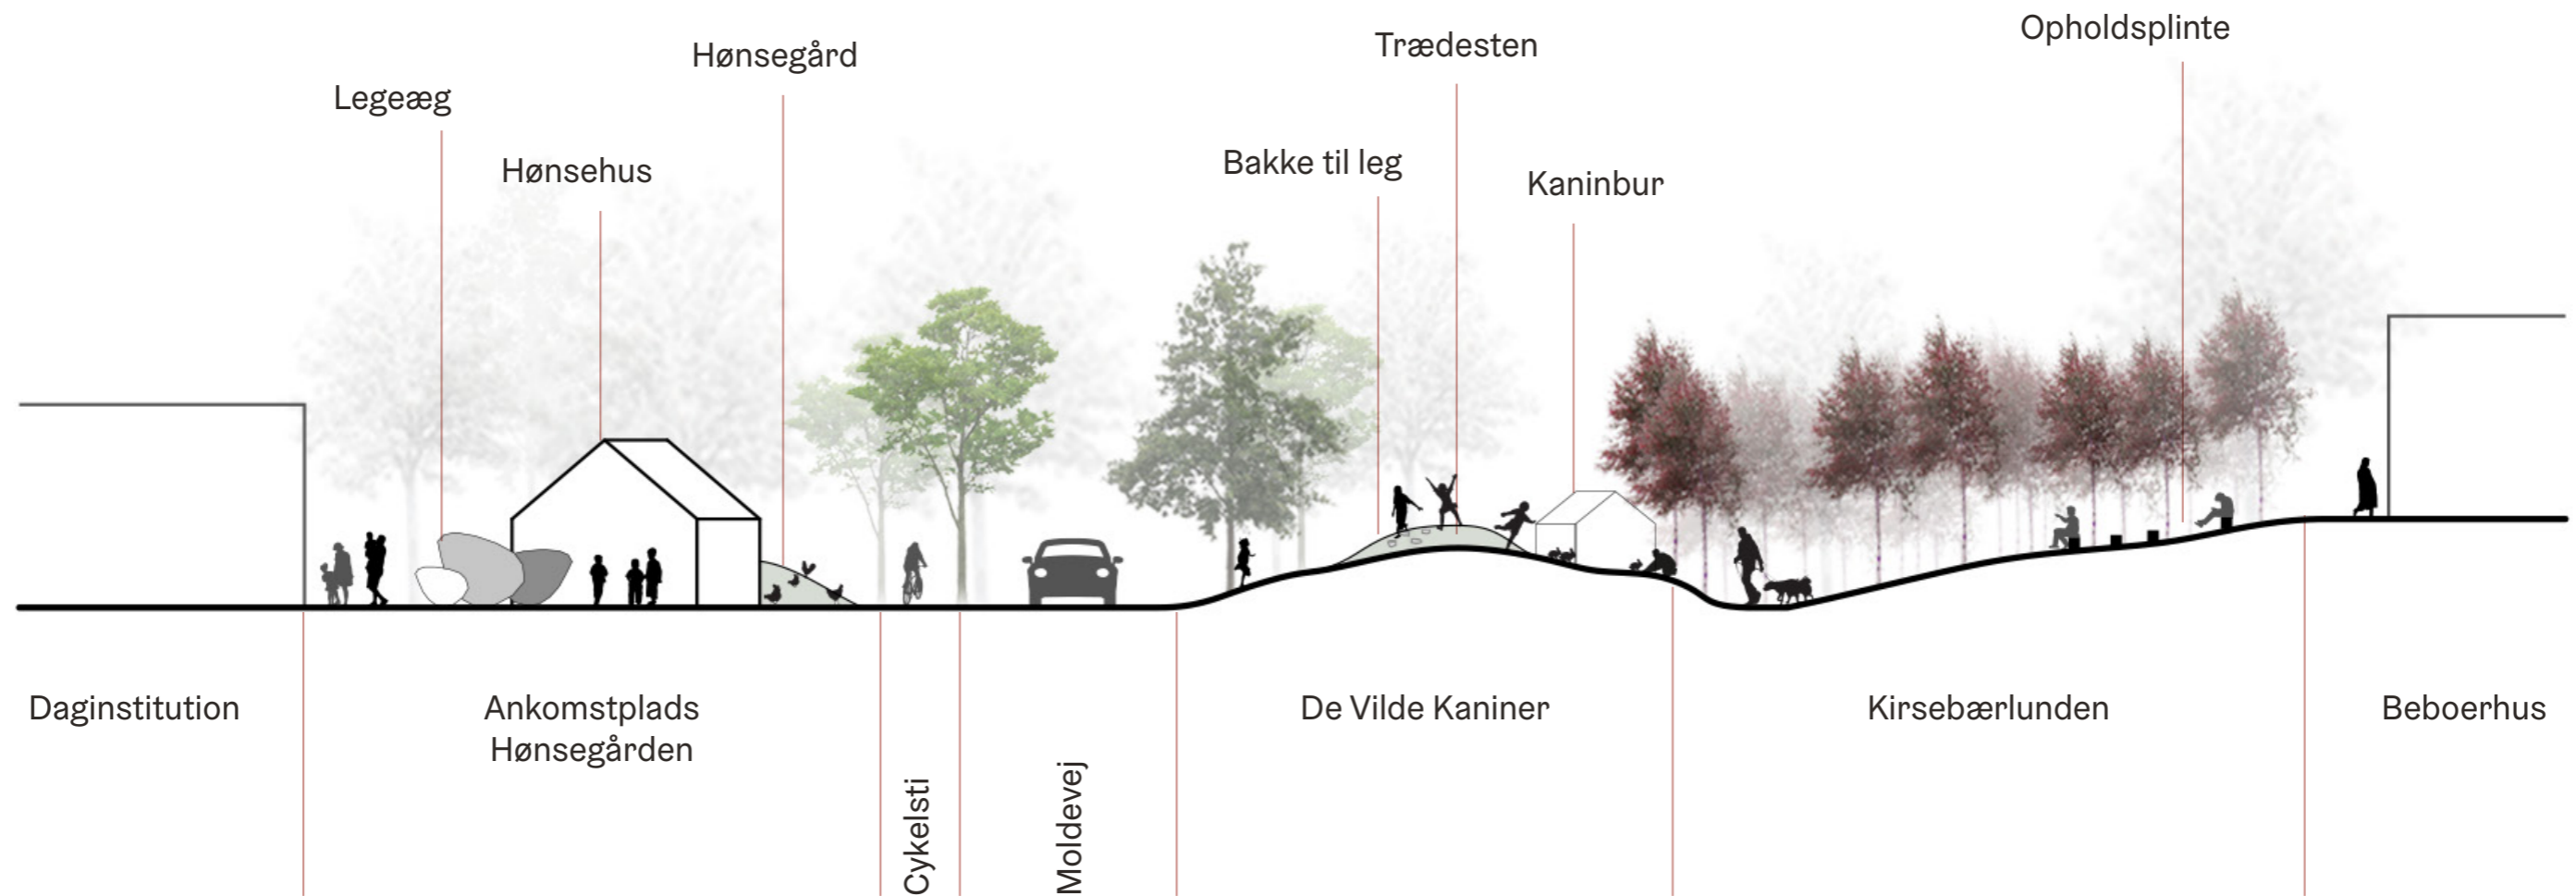 Opholdsplinte
Trædesten
Hønsegård
Legeæg
Bakke til leg
Hønsehus
Kaninbur
Daginstitution
Ankomstplads
Hønsegården
Cykelsti
Moldevej
De Vilde Kaniner
Kirsebærlunden
Beboerhus